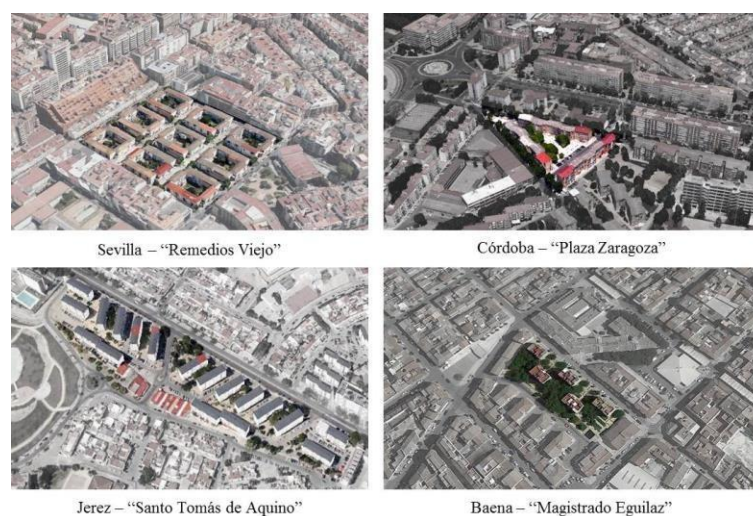 Sevilla – “Remedios Viejo”
Córdoba – “Plaza Zaragoza”
Jerez – “Santo Tomás de Aquino”
Baena – “Magistrado Eguilaz”